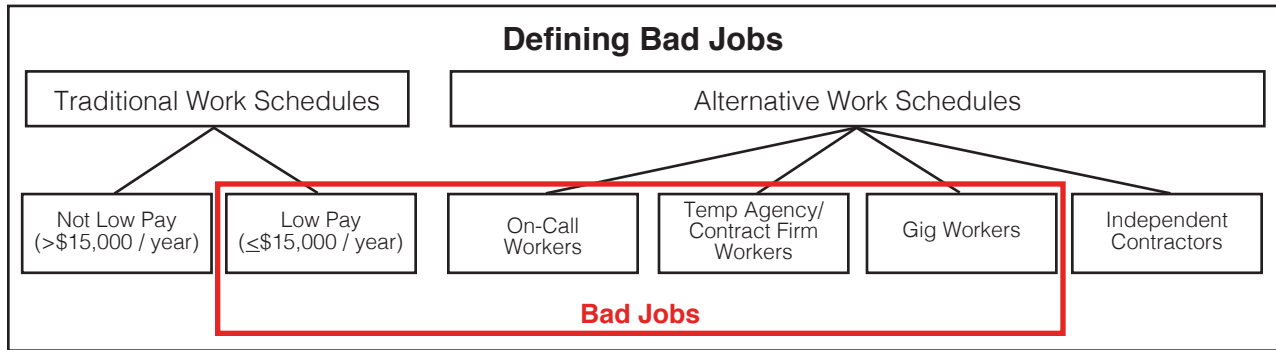 Defining Bad Jobs
Traditional Work Schedules
Alternative Work Schedules
Not Low Pay
(>$15,000 / year)
Low Pay
(≤$15,000 / year)
On-Call
Workers
Temp Agency/
Contract Firm
Workers
Gig Workers
Independent
Contractors
Bad Jobs